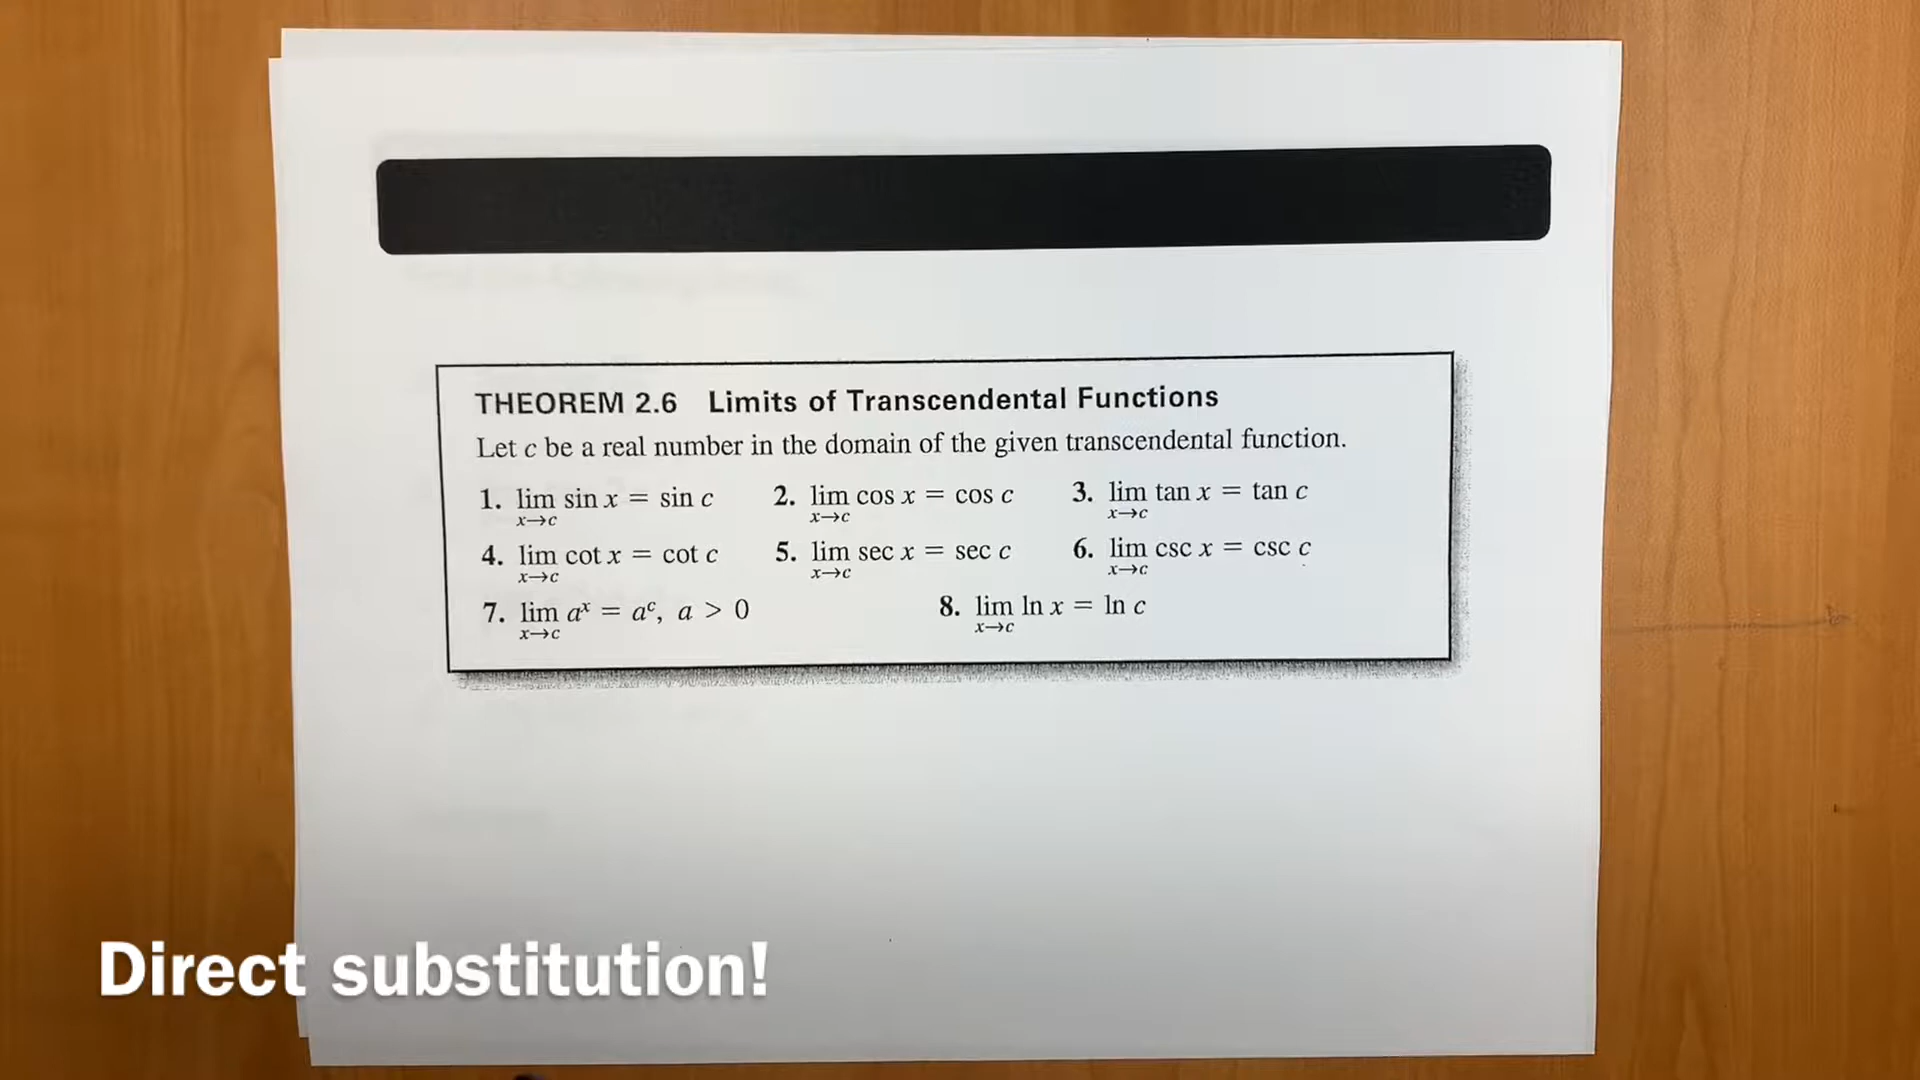 THEOREM 2.6 Limits of Transcendental Functions
Let c be a real number in the domain of the given transcendental function.
1. lim sin x = sin c 2. lim cos x = cos c 3. lim tan x = tan c
x→c x→c x→c
4. lim cot x = cot c 5. lim sec x = sec c 6. lim csc x = csc c
x→c x→c x→c
7. lim aˣ = aᶜ, a > 0 8. lim ln x = ln c
x→c x→c
Direct substitution!